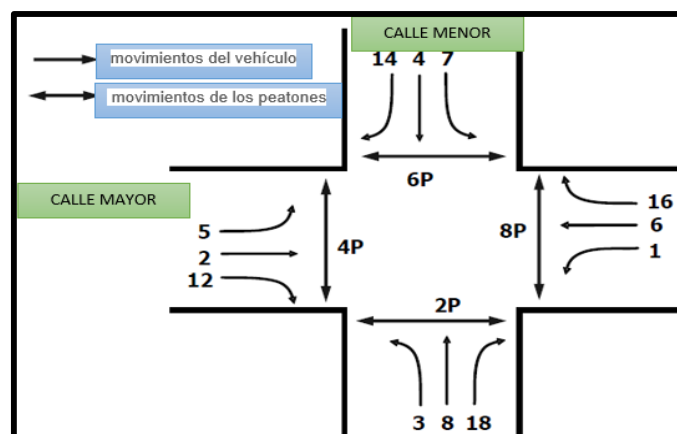 CALLE MENOR
movimientos del vehículo
movimientos de los peatones
14 4 7
6P
CALLE MAYOR
16
6
1
5
2
12
4P
8P
2P
3 8 18